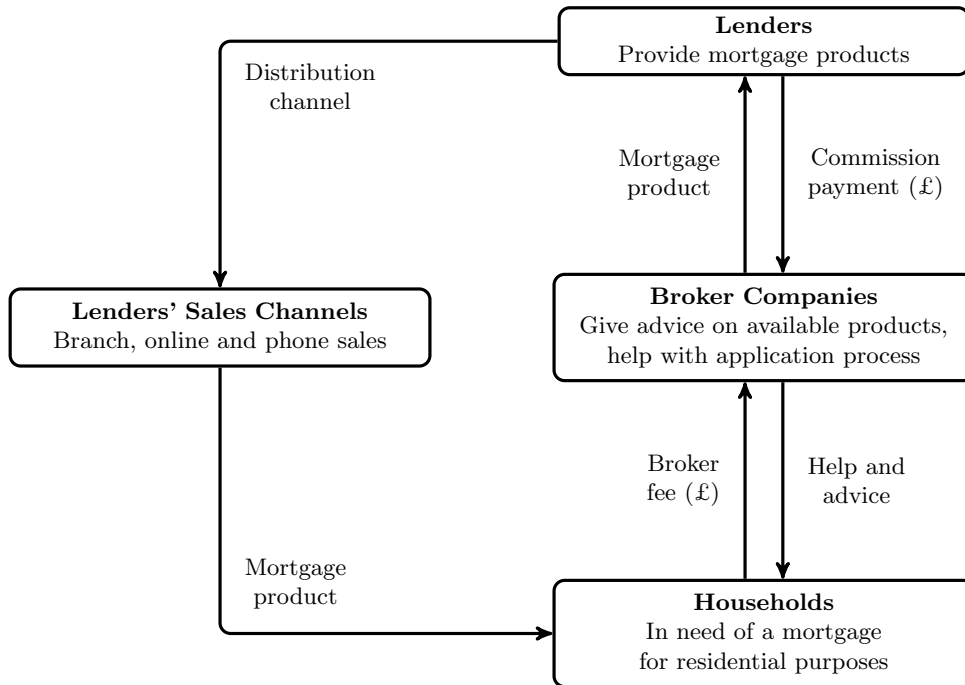 Lenders
Provide mortgage products
Distribution
channel
Mortgage
product
Commission
payment (£)
Lenders’ Sales Channels
Branch, online and phone sales
Broker Companies
Give advice on available products,
help with application process
Broker
fee (£)
Help and
advice
Mortgage
product
Households
In need of a mortgage
for residential purposes